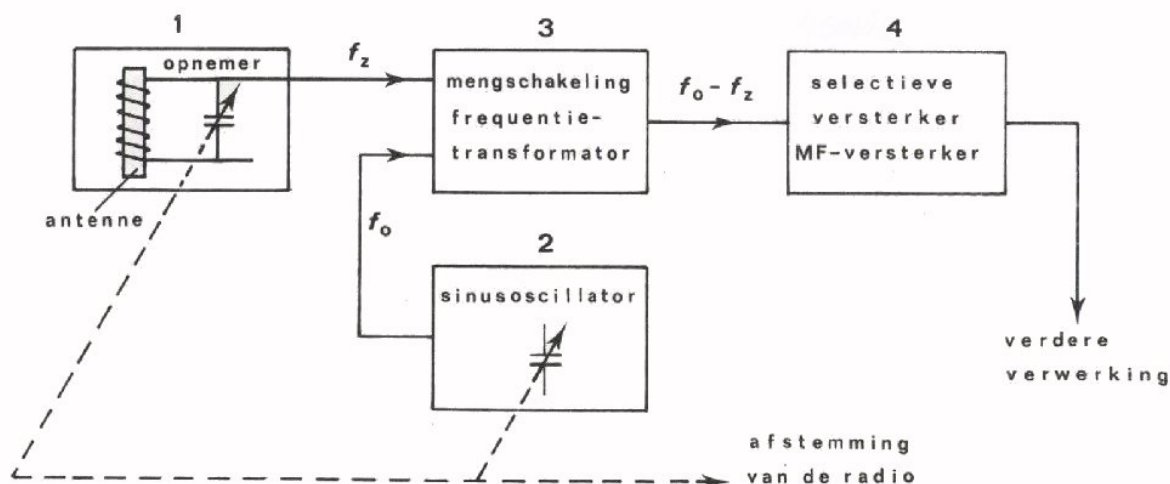 1
opnemer
antenne
f_z
3
mengschakeling
frequentie-
transformator
f_o
2
sinusoscillator
f_o - f_z
4
selectieve
versterker
MF-versterker
verdere
verwerking
afstemming
van de radio